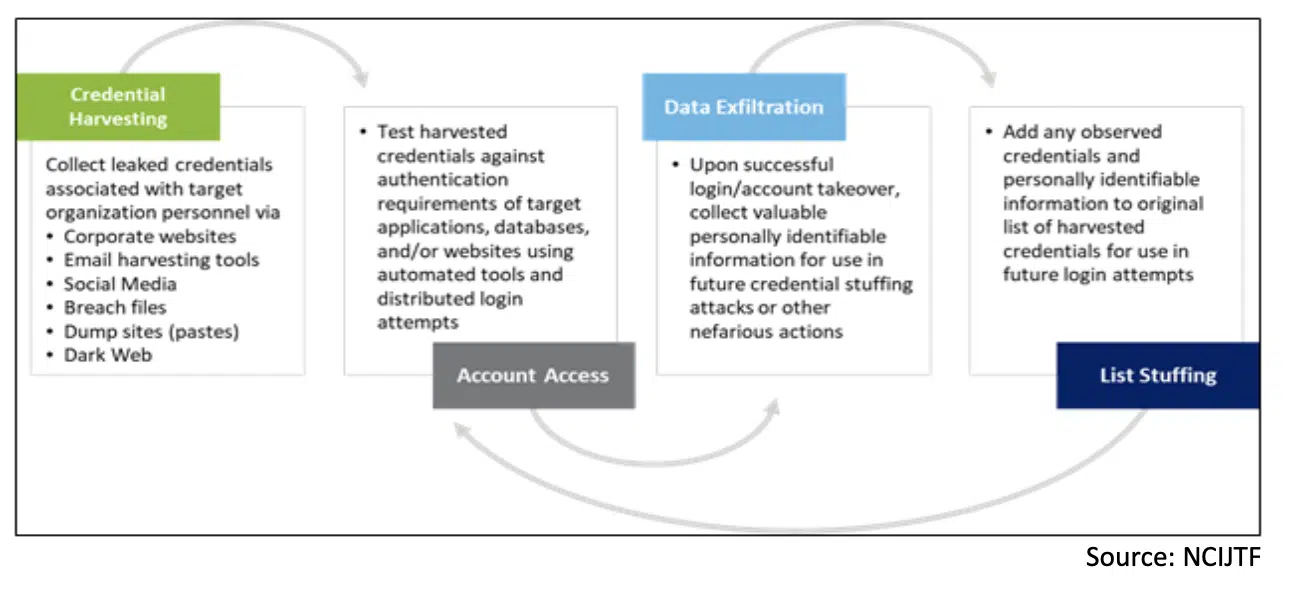 Credential
Harvesting
Collect leaked credentials
associated with target
organization personnel via
• Corporate websites
• Email harvesting tools
• Social Media
• Breach files
• Dump sites (pastes)
• Dark Web
• Test harvested
credentials against
authentication
requirements of target
applications, databases,
and/or websites using
automated tools and
distributed login
attempts
Account Access
Data Exfiltration
• Upon successful
login/account takeover,
collect valuable
personally identifiable
information for use in
future credential stuffing
attacks or other
nefarious actions
• Add any observed
credentials and
personally identifiable
information to original
list of harvested
credentials for use in
future login attempts
List Stuffing
Source: NCIJTF